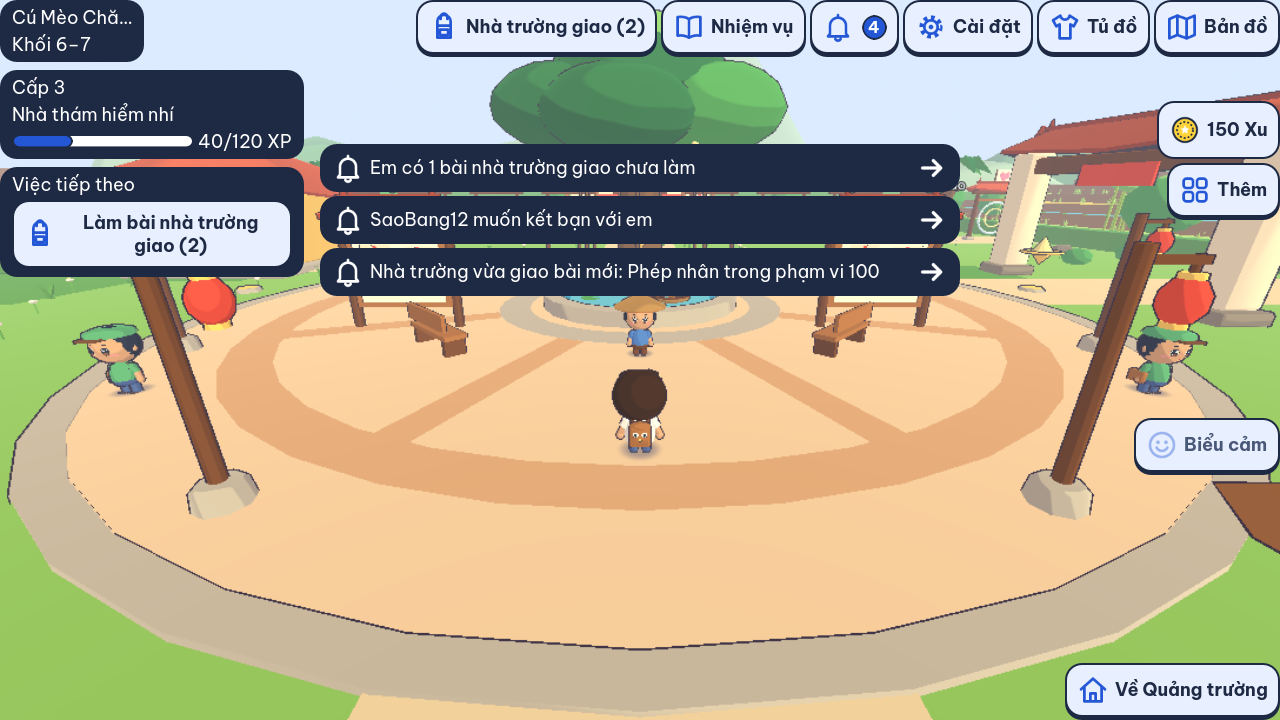 Cú Mèo Chă...
Khối 6–7
Nhà trường giao (2)
Nhiệm vụ
4
Cài đặt
Tủ đồ
Bản đồ
Cấp 3
Nhà thám hiểm nhí
40/120 XP
150 Xu
Thêm
Việc tiếp theo
Làm bài nhà trường
giao (2)
Em có 1 bài nhà trường giao chưa làm
SaoBang12 muốn kết bạn với em
Nhà trường vừa giao bài mới: Phép nhân trong phạm vi 100
Biểu cảm
Về Quảng trường